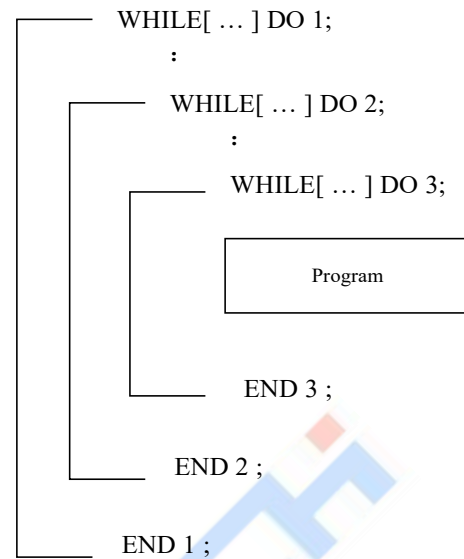 WHILE[ … ] DO 1;
:
WHILE[ … ] DO 2;
:
WHILE[ … ] DO 3;
Program
END 3 ;
END 2 ;
END 1 ;